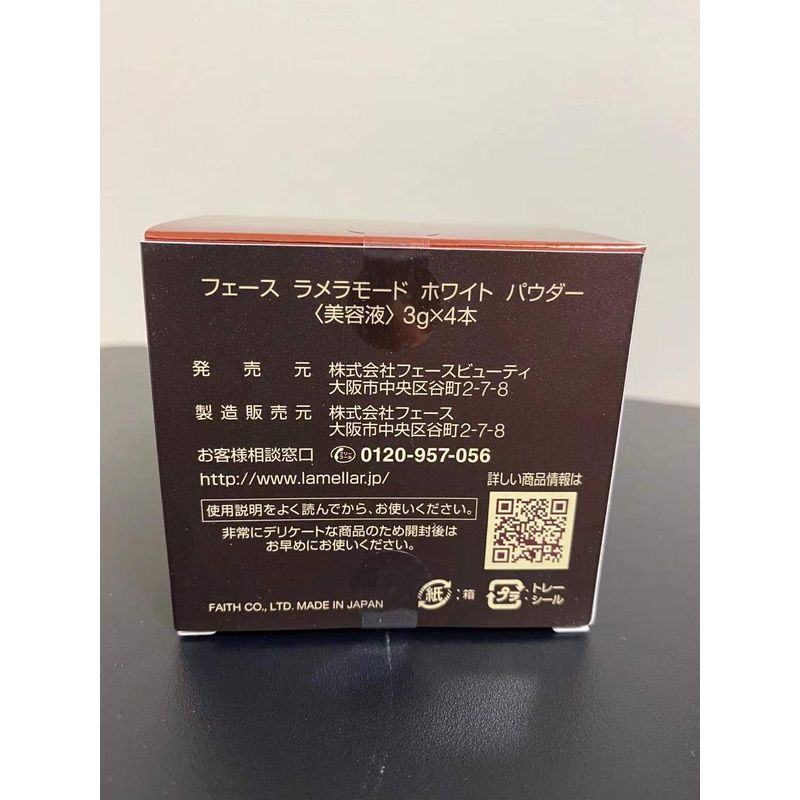 フェース ラメラモード ホワイト パウダー
〈美容液〉3g×4本
発売元 株式会社フェースビューティ
大阪市中央区谷町2-7-8
製造販売元 株式会社フェース
大阪市中央区谷町2-7-8
お客様相談窓口 フリーコール 0120-957-056
http://www.lamellar.jp/
詳しい商品情報は
使用説明をよく読んでから、お使いください。
非常にデリケートな商品のため開封後は
お早めにお使いください。
FAITH CO., LTD. MADE IN JAPAN
紙:箱
プラ:トレー
シール